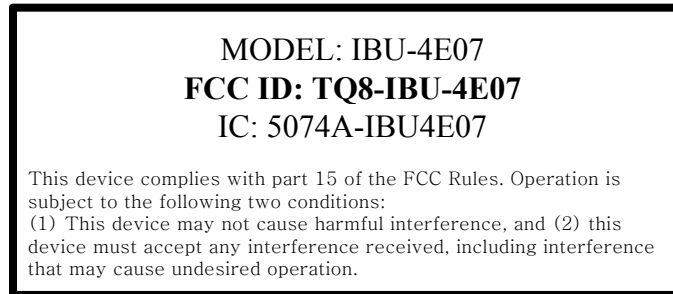 MODEL: IBU-4E07
FCC ID: TQ8-IBU-4E07
IC: 5074A-IBU4E07
This device complies with part 15 of the FCC Rules. Operation is
subject to the following two conditions:
(1) This device may not cause harmful interference, and (2) this
device must accept any interference received, including interference
that may cause undesired operation.